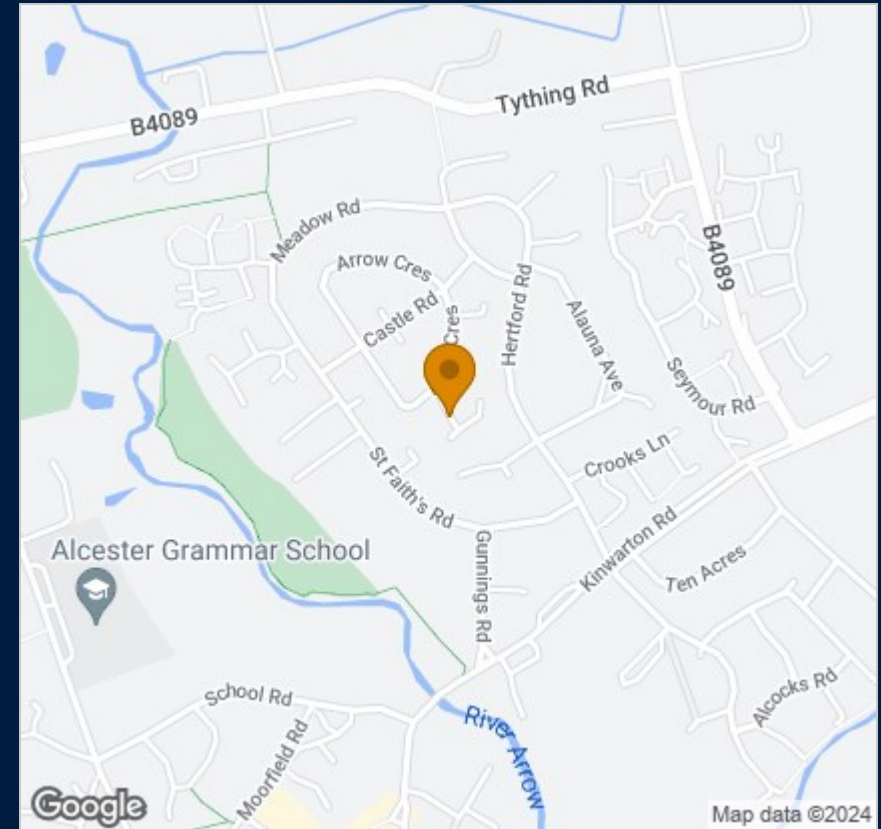 B4089
Tything Rd
Meadow Rd
B4089
Arrow Cres
Castle Rd
Cres
Hertford Rd
Alauna Ave
Seymour Rd
Crooks Ln
St Faith's Rd
Alcester Grammar School
Gunnings Rd
Kinwarton Rd
Ten Acres
School Rd
Alcocks Rd
Moorfield Rd
River Arrow
Google
Map data ©2024